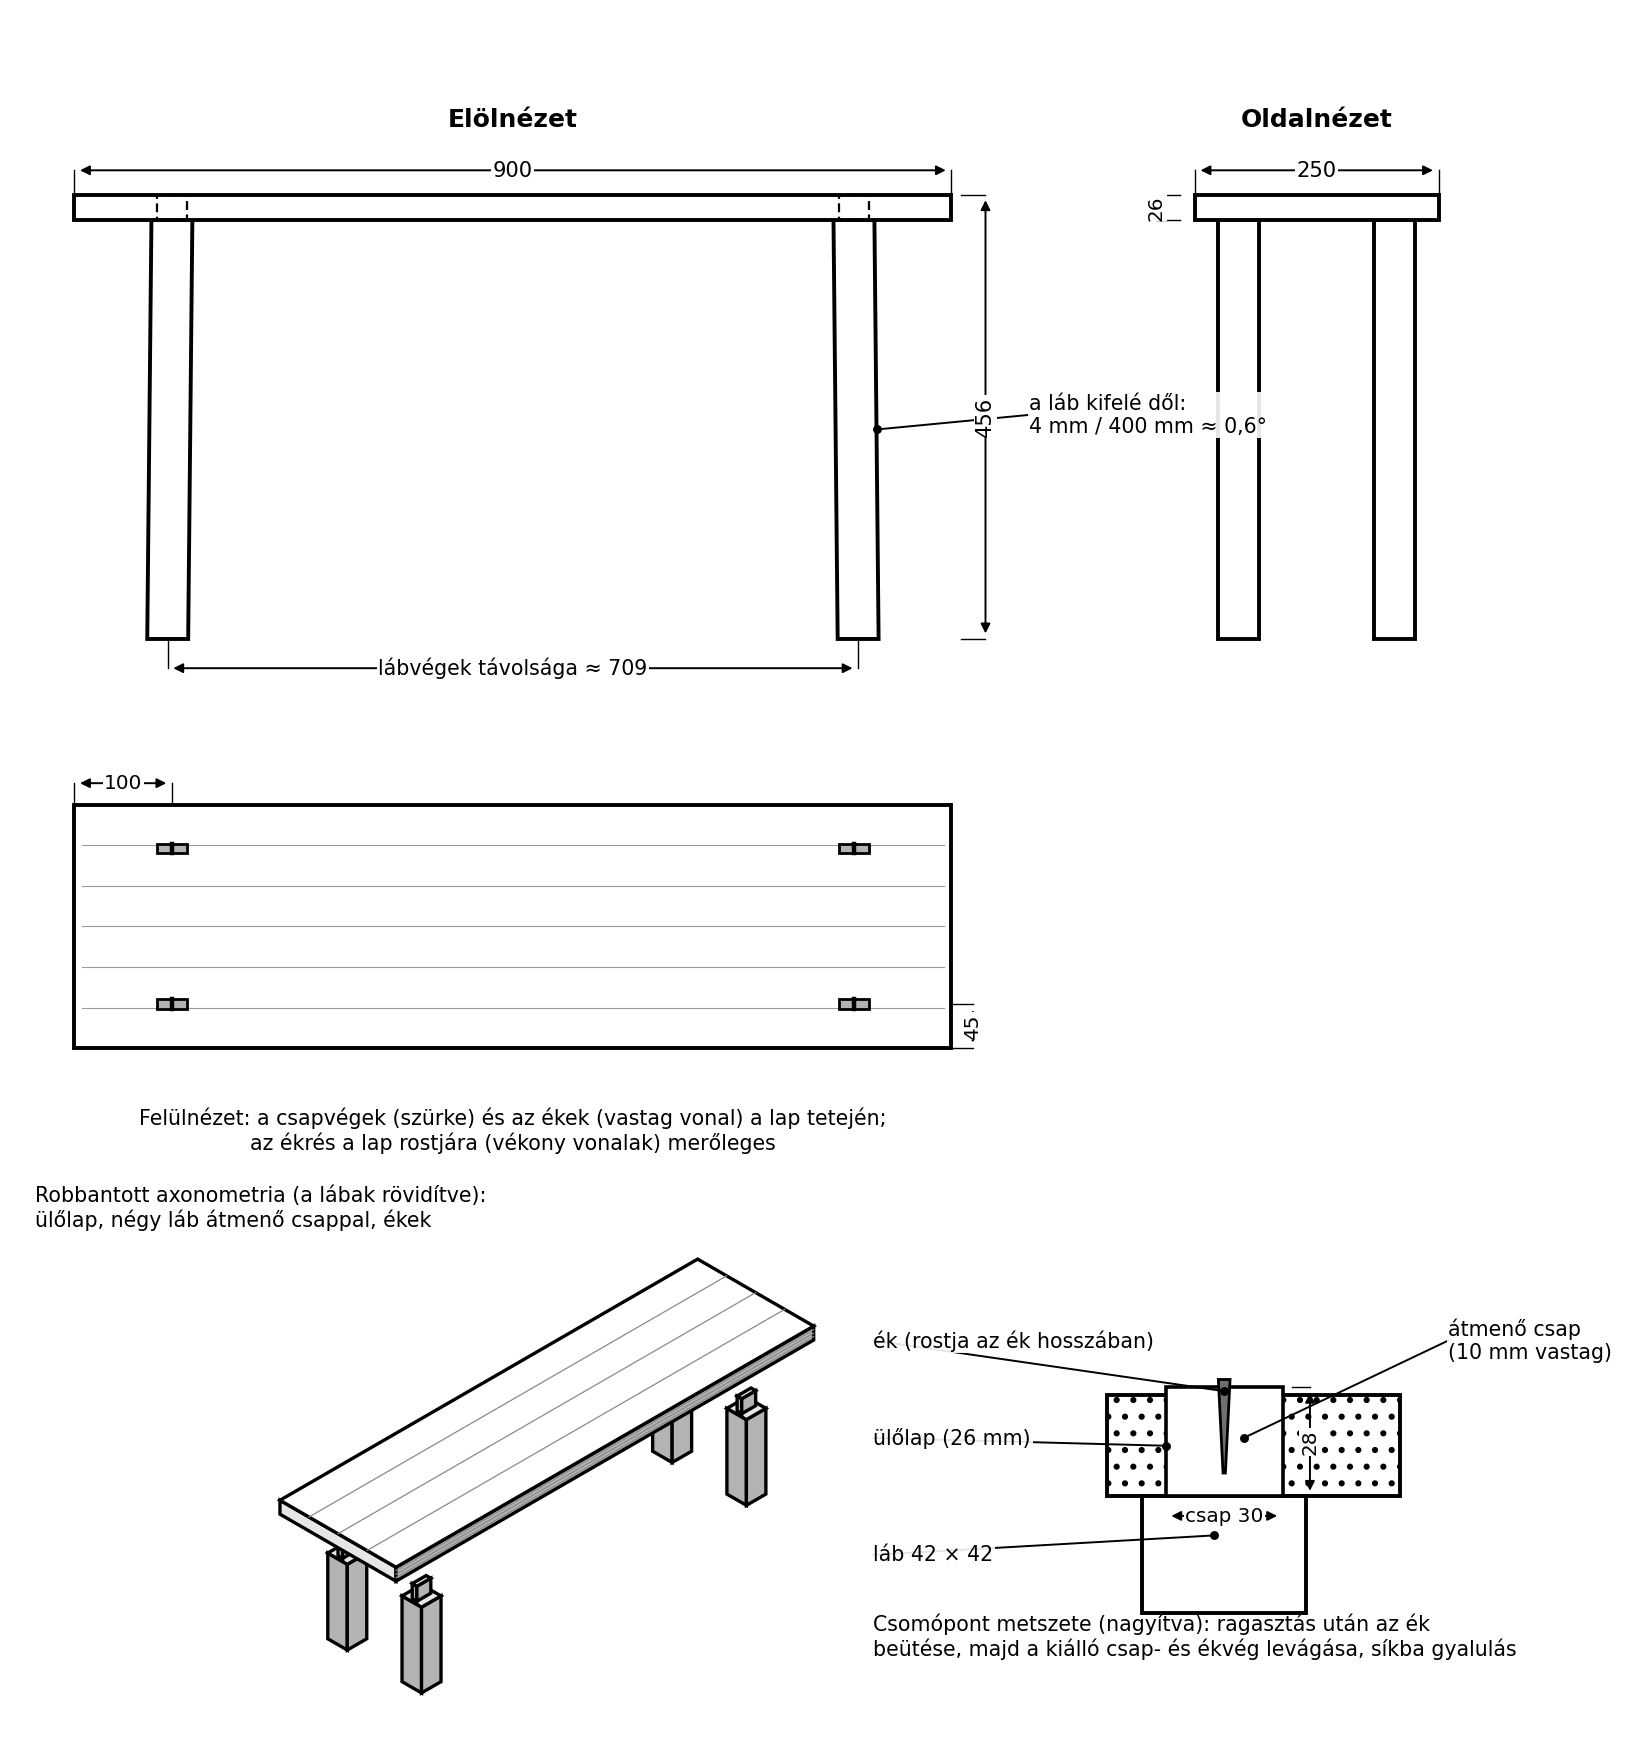 Elölnézet
Oldalnézet
900
250
26
456
a láb kifelé dől:
4 mm / 400 mm ≈ 0,6°
lábvégek távolsága ≈ 709
100
45
Felülnézet: a csapvégek (szürke) és az ékek (vastag vonal) a lap tetején;
az ékrés a lap rostjára (vékony vonalak) merőleges
Robbantott axonometria (a lábak rövidítve):
ülőlap, négy láb átmenő csappal, ékek
ék (rostja az ék hosszában)
átmenő csap
(10 mm vastag)
ülőlap (26 mm)
28
csap 30
láb 42 × 42
Csomópont metszete (nagyítva): ragasztás után az ék
beütése, majd a kiálló csap- és ékvég levágása, síkba gyalulás